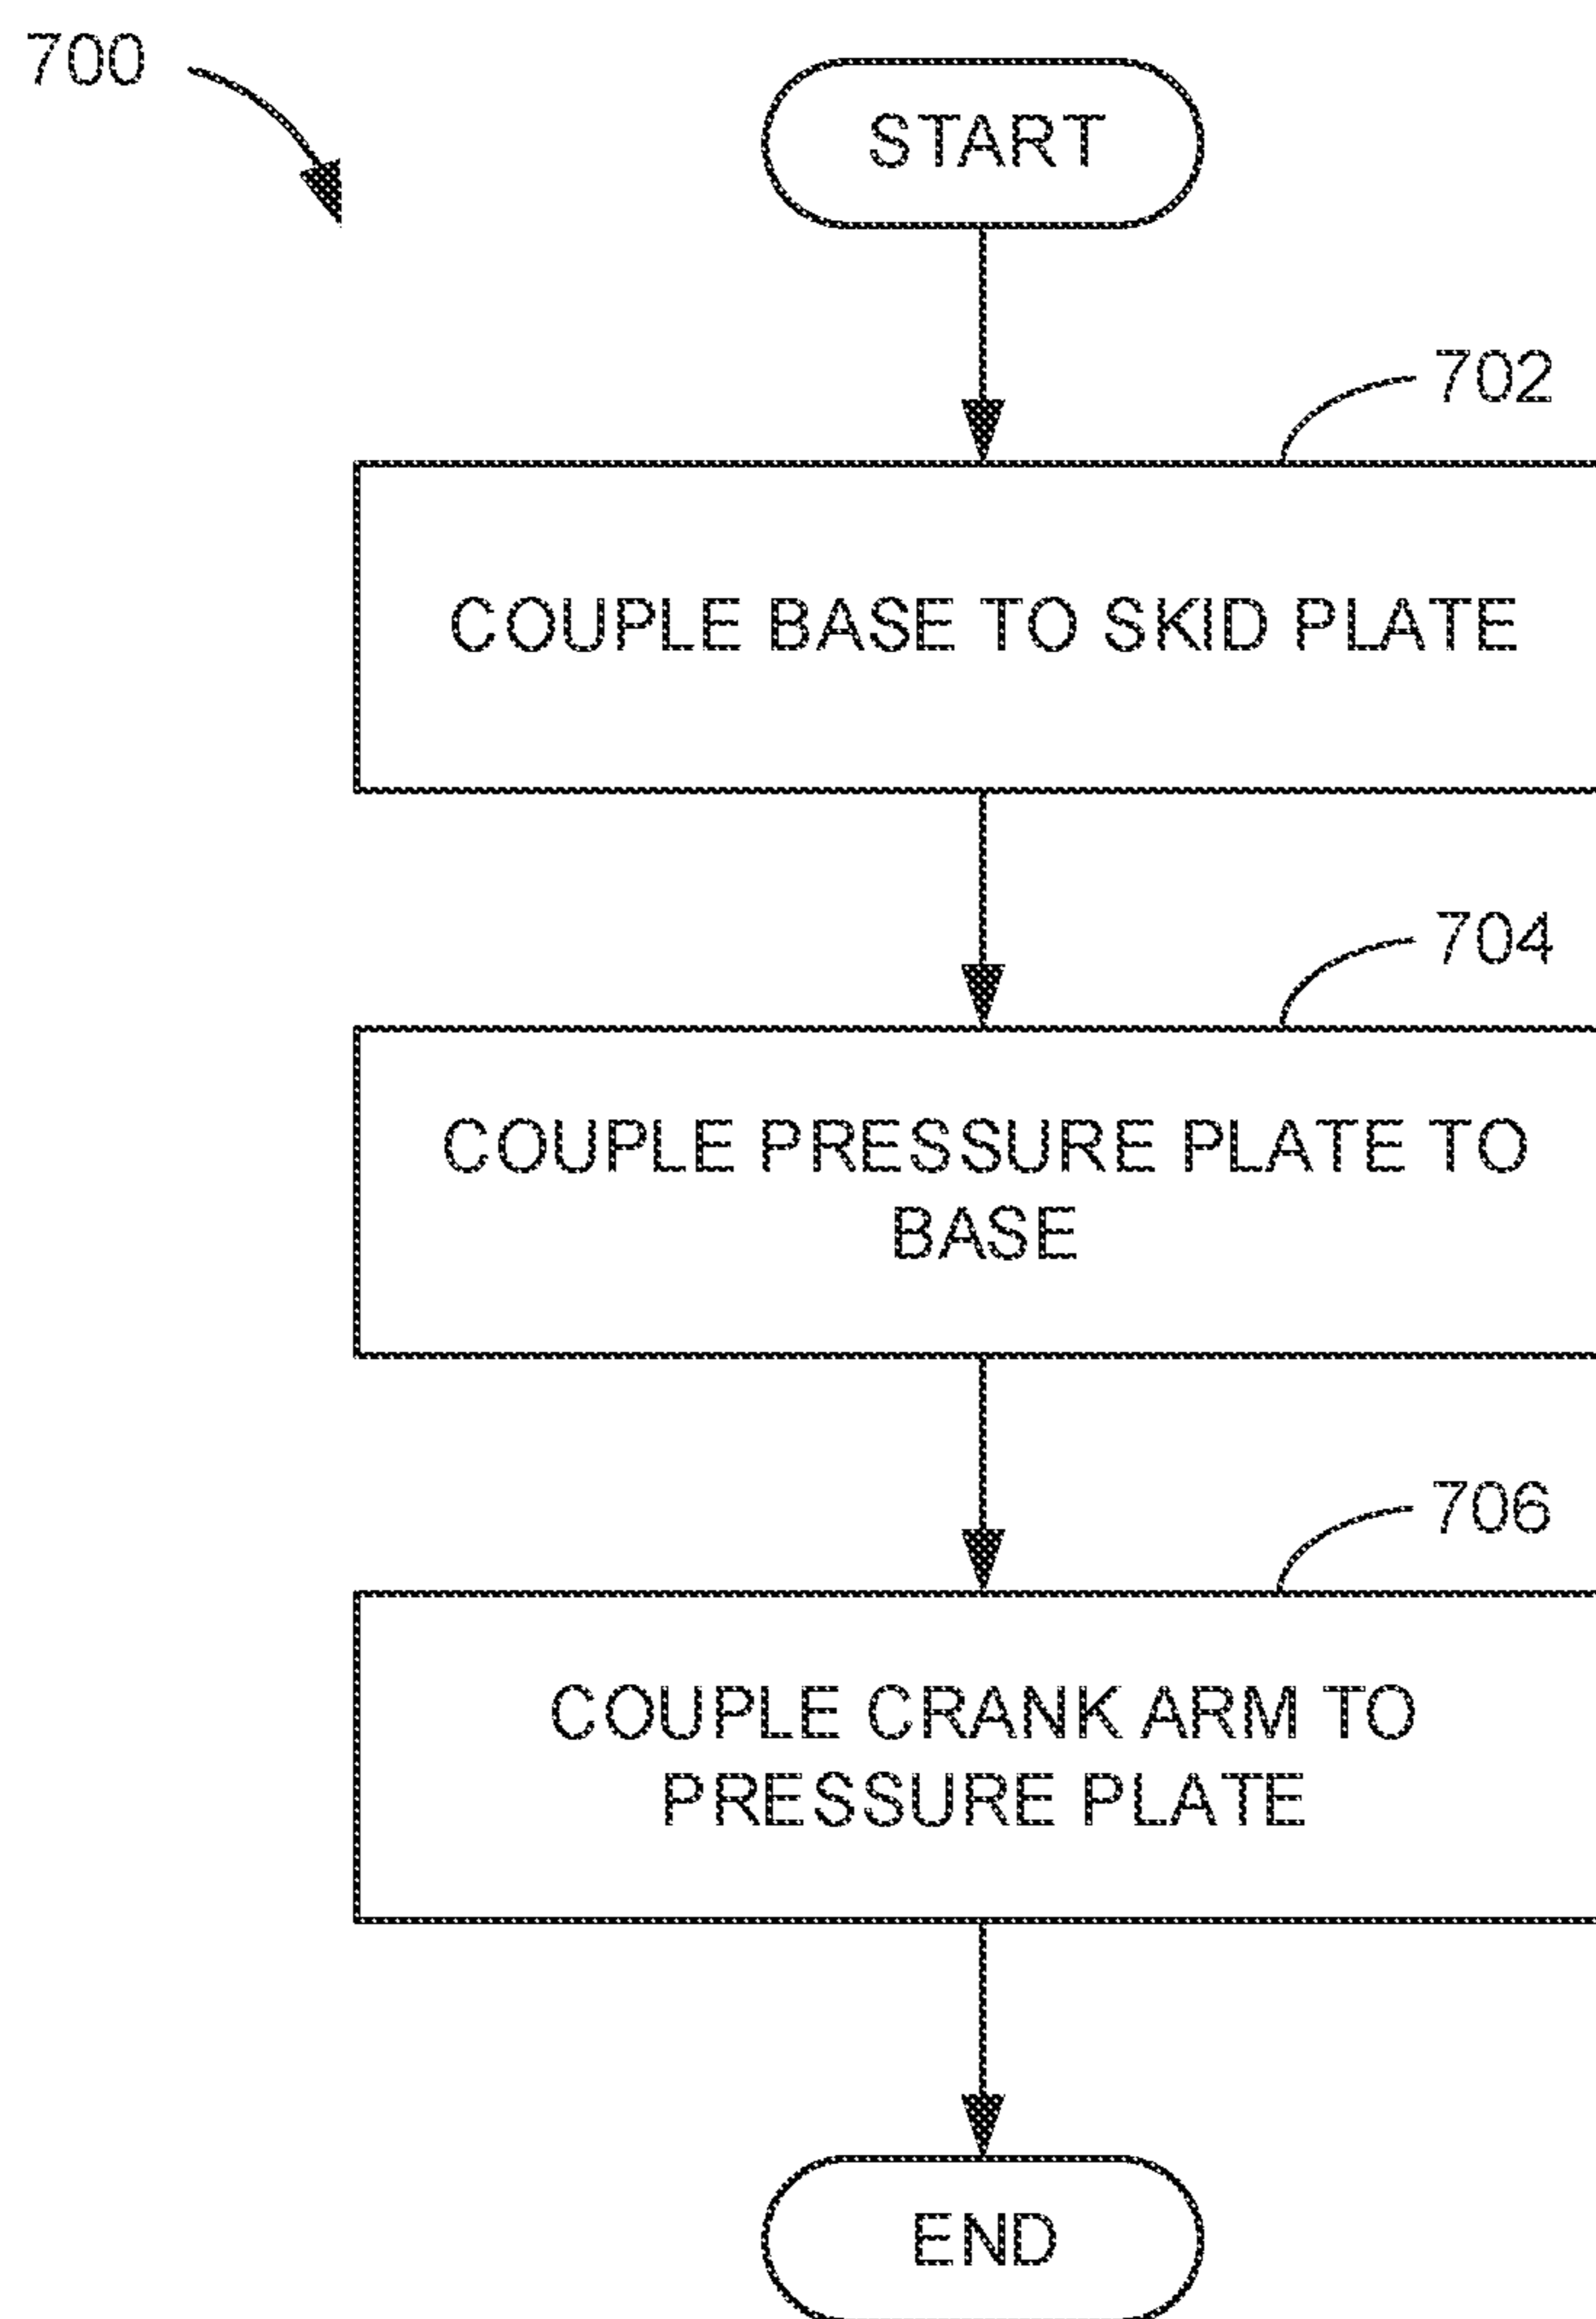 700
START
702
COUPLE BASE TO SKID PLATE
704
COUPLE PRESSURE PLATE TO
BASE
706
COUPLE CRANK ARM TO
PRESSURE PLATE
END